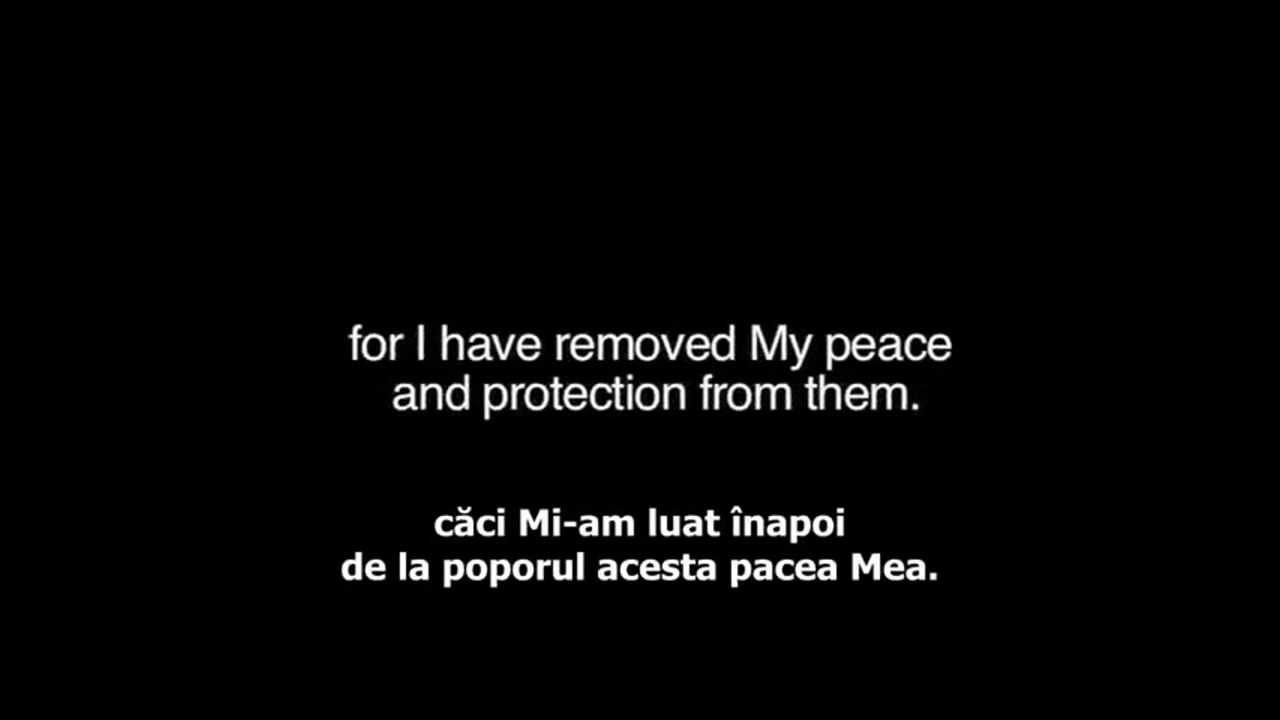 for I have removed My peace
and protection from them.
căci Mi-am luat înapoi
de la poporul acesta pacea Mea.